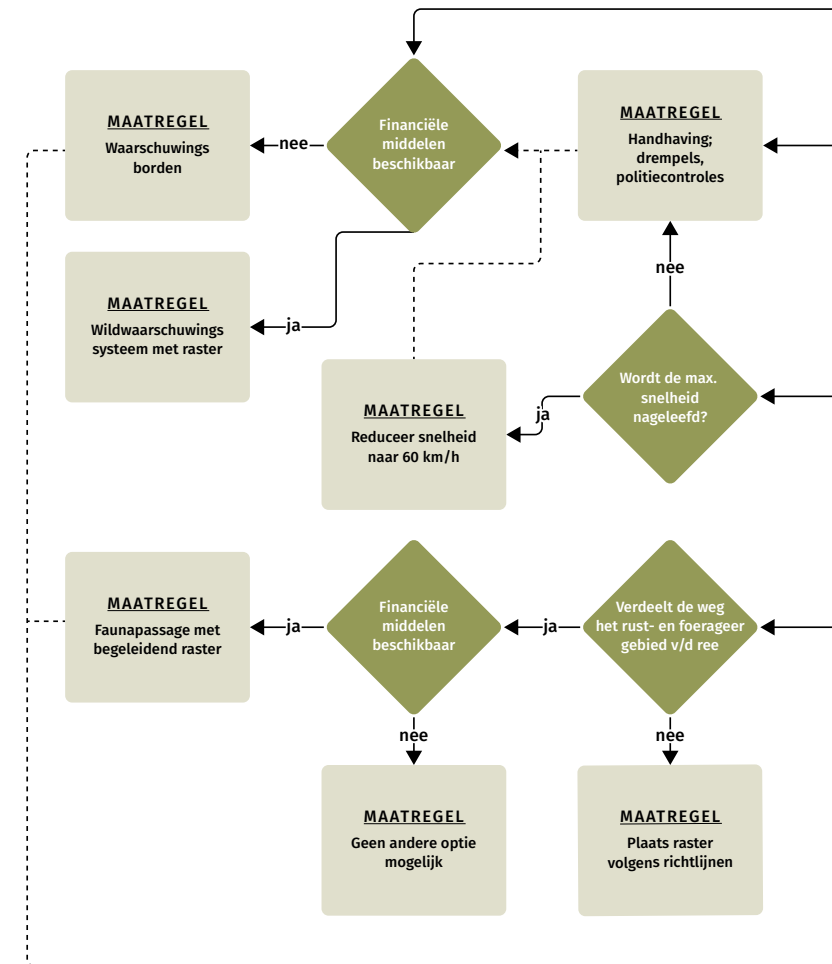 MAATREGEL
Waarschuwings
borden
nee
Financiële
middelen
beschikbaar
MAATREGEL
Handhaving;
drempels,
politiecontroles
nee
MAATREGEL
Wildwaarschuwings
systeem met raster
ja
MAATREGEL
Reduceer snelheid
naar 60 km/h
ja
Wordt de max.
snelheid
nageleefd?
MAATREGEL
Faunapassage met
begeleidend raster
ja
Financiële
middelen
beschikbaar
ja
Verdeelt de weg
het rust- en foerageer
gebied v/d ree
nee
nee
MAATREGEL
Geen andere optie
mogelijk
MAATREGEL
Plaats raster
volgens richtlijnen